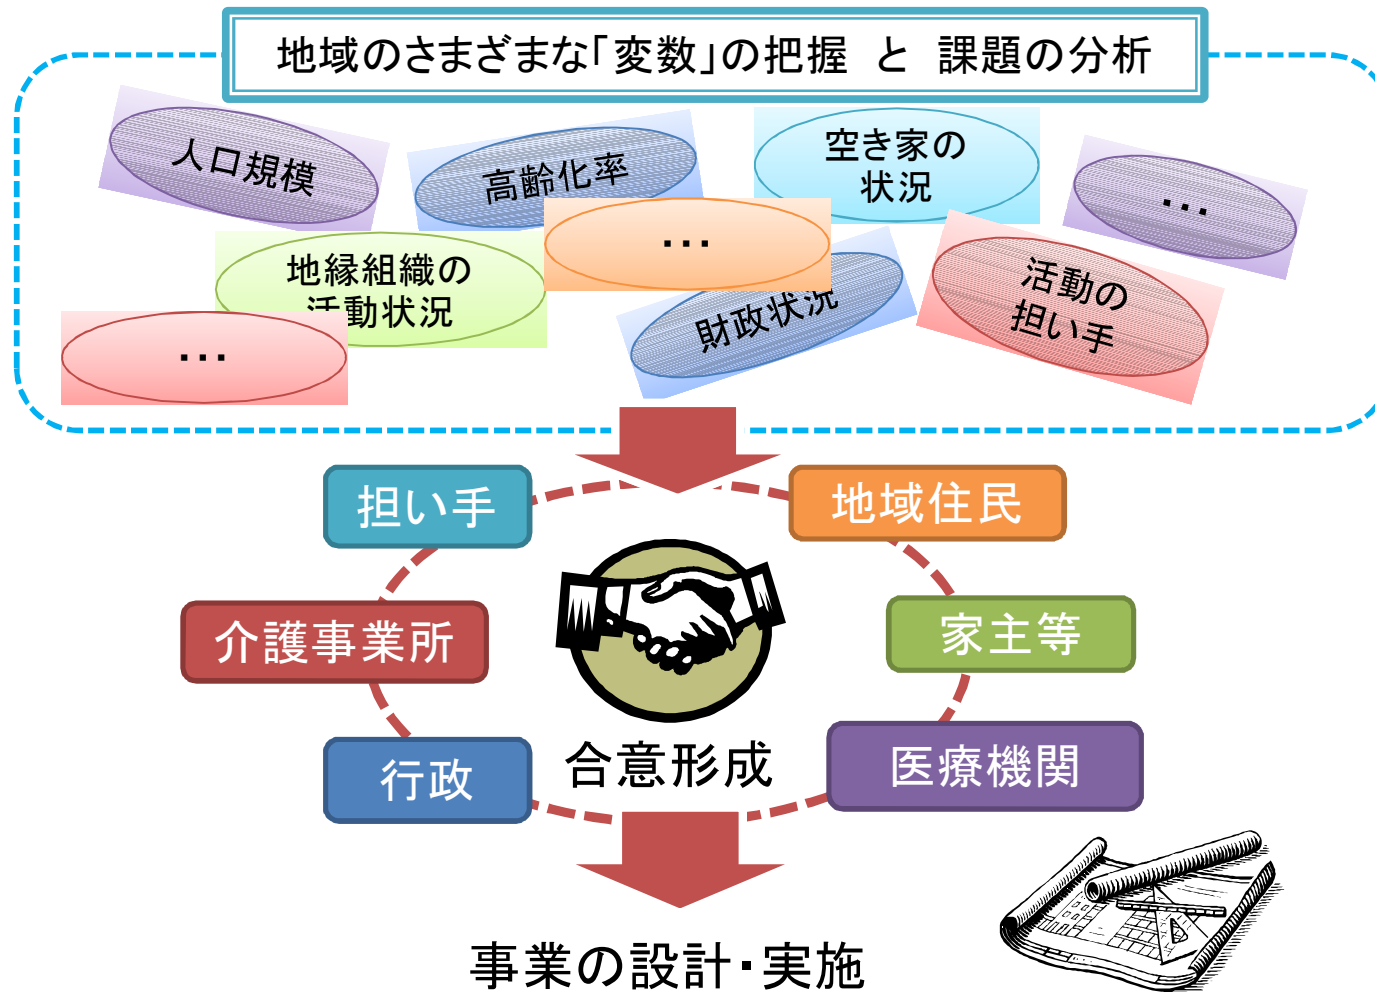 地域のさまざまな「変数」の把握 と 課題の分析
人口規模
高齢化率
空き家の
状況
…
…
地縁組織の
活動状況
財政状況
活動の
担い手
…
担い手
地域住民
介護事業所
家主等
行政
医療機関
合意形成
事業の設計・実施